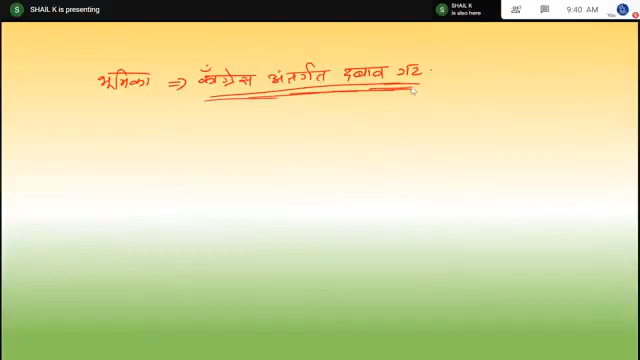 SHAIL K is presenting
SHAIL K
is also here
9:40 AM
You
भूमिका => काँग्रेस अंतर्गत दबाव गट.